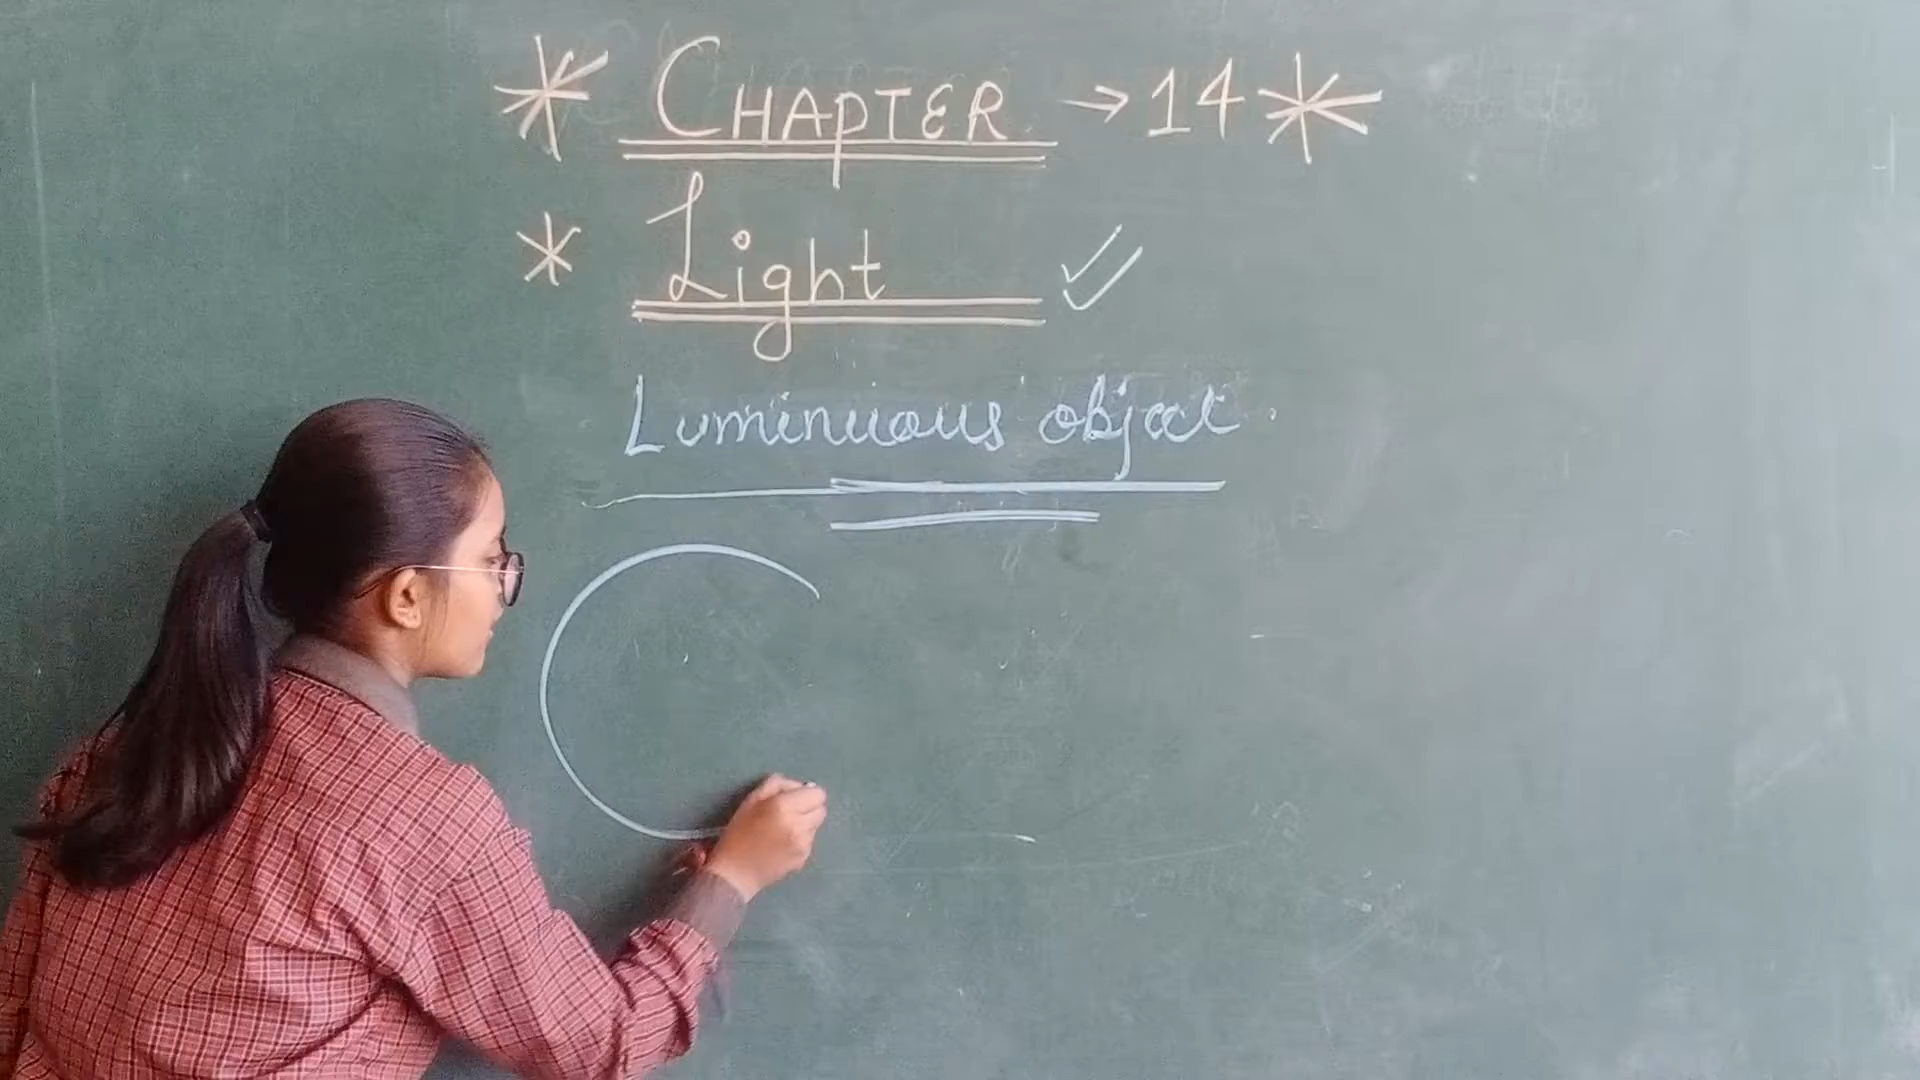 * CHAPTER → 14 *
* Light ✓✓
Luminuous object.